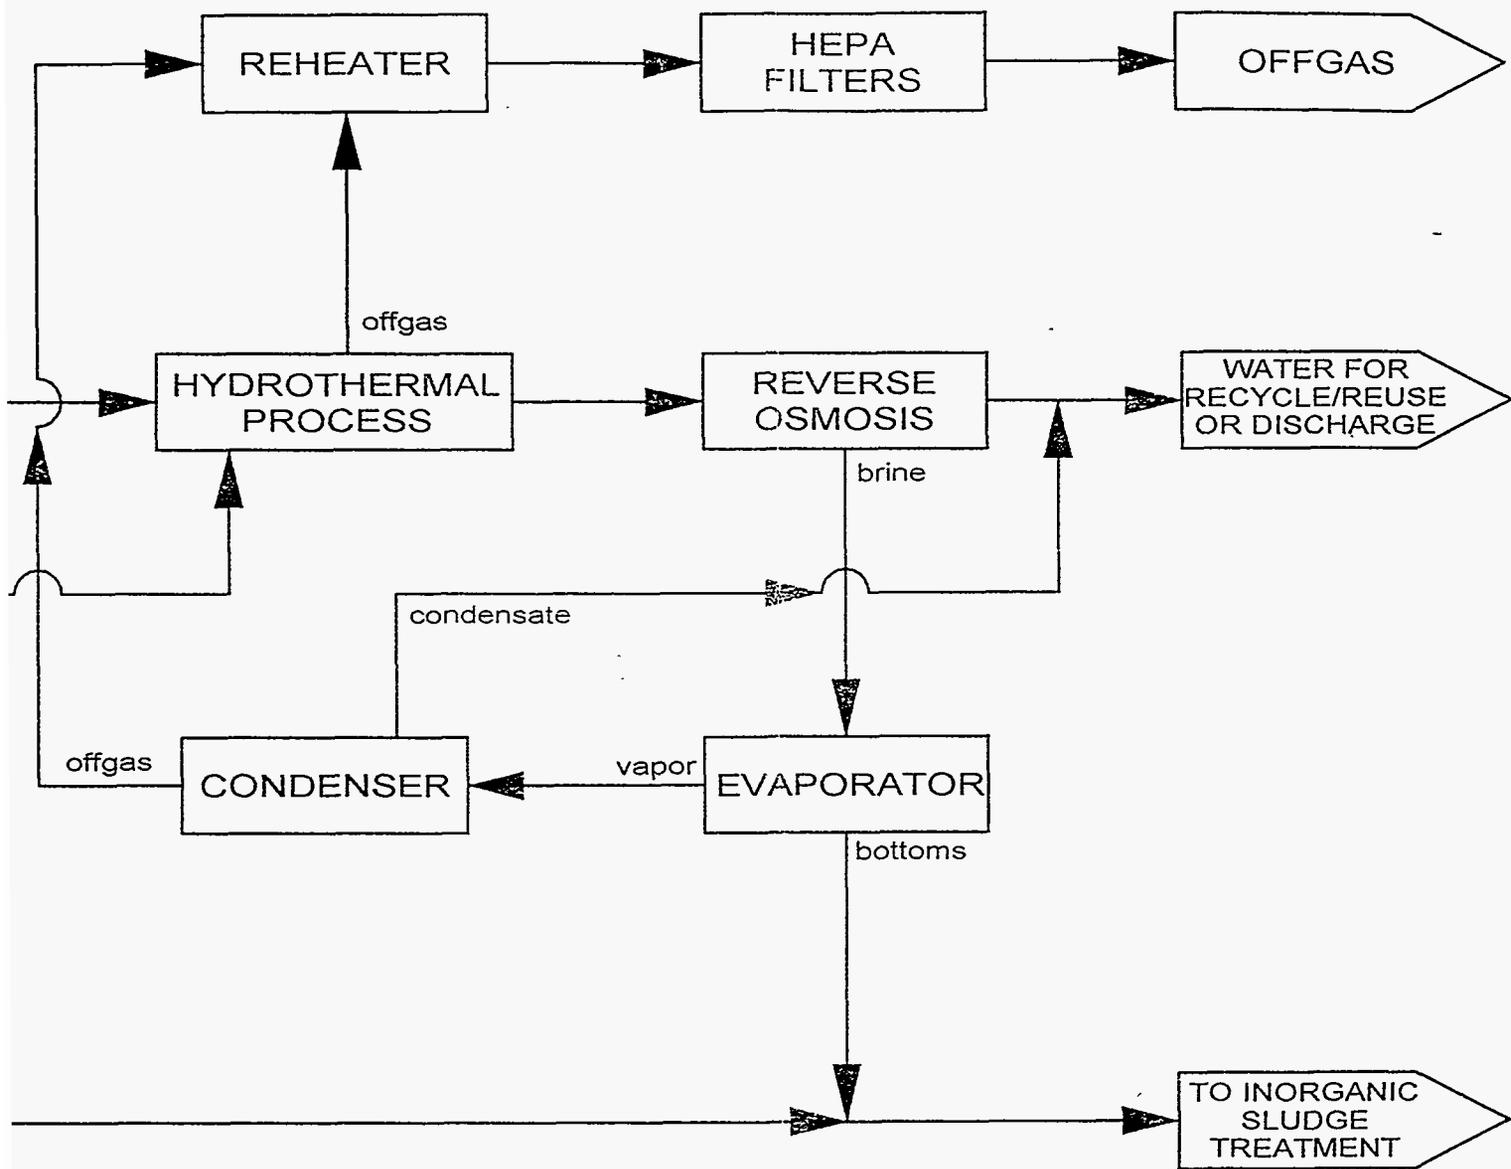 REHEATER
HEPA
FILTERS
OFFGAS
offgas
HYDROTHERMAL
PROCESS
REVERSE
OSMOSIS
WATER FOR
RECYCLE/REUSE
OR DISCHARGE
brine
condensate
offgas
CONDENSER
vapor
EVAPORATOR
bottoms
TO INORGANIC
SLUDGE
TREATMENT